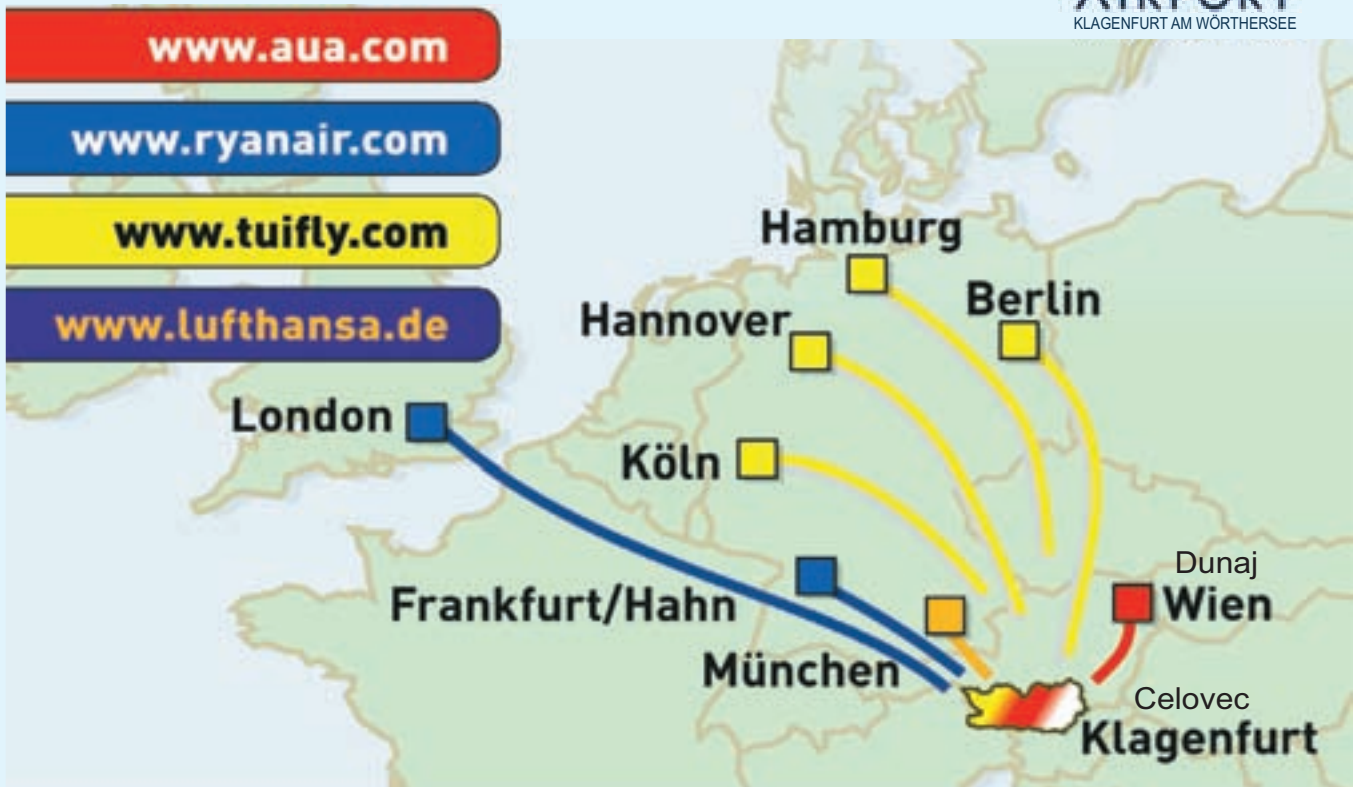 AIRPORT
KLAGENFURT AM WÖRTHERSEE
www.aua.com
www.ryanair.com
www.tuifly.com
www.lufthansa.de
Hamburg
Berlin
Hannover
London
Köln
Dunaj
Wien
Frankfurt/Hahn
München
Celovec
Klagenfurt